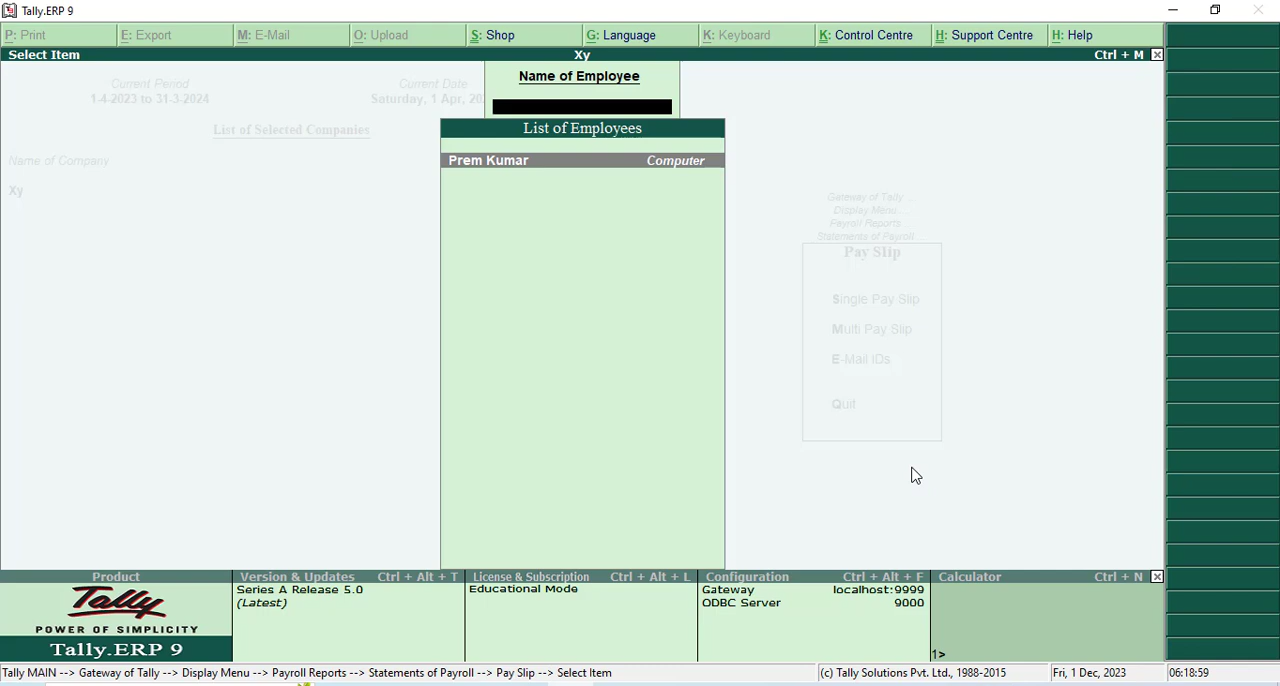 Tally.ERP 9
P: Print E: Export M: E-Mail O: Upload S: Shop G: Language K: Keyboard K: Control Centre H: Support Centre H: Help
Select Item Xy Ctrl + M
Current Period Current Date
1-4-2023 to 31-3-2024 Saturday, 1 Apr, 20
List of Selected Companies
Name of Company
Xy
Name of Employee
List of Employees
Prem Kumar Computer
Gateway of Tally ...
Display Menu ...
Payroll Reports ...
Statements of Payroll ...
Pay Slip
Single Pay Slip
Multi Pay Slip
E-Mail IDs
Quit
Product Version & Updates Ctrl + Alt + T License & Subscription Ctrl + Alt + L Configuration Ctrl + Alt + F Calculator Ctrl + N
Tally
POWER OF SIMPLICITY
Tally.ERP 9
Series A Release 5.0
(Latest)
Educational Mode
Gateway localhost:9999
ODBC Server 9000
1>
Tally MAIN --> Gateway of Tally --> Display Menu --> Payroll Reports --> Statements of Payroll --> Pay Slip --> Select Item (c) Tally Solutions Pvt. Ltd., 1988-2015 Fri, 1 Dec, 2023 06:18:59